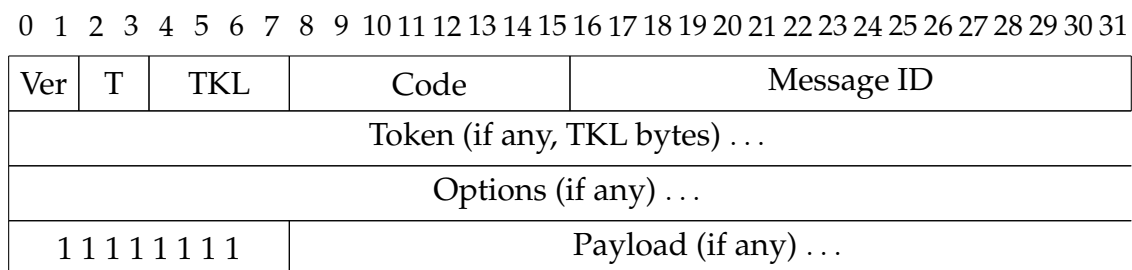 0 1 2 3 4 5 6 7 8 9 10 11 12 13 14 15 16 17 18 19 20 21 22 23 24 25 26 27 28 29 30 31
Ver T TKL Code Message ID
Token (if any, TKL bytes) . . .
Options (if any) . . .
1 1 1 1 1 1 1 1 Payload (if any) . . .